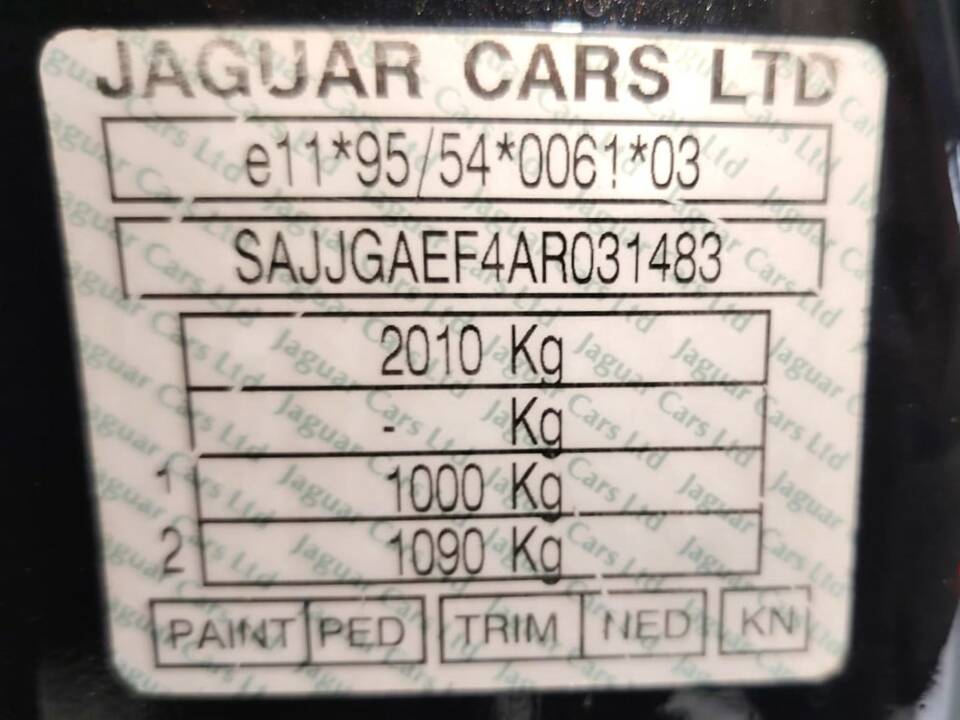 JAGUAR CARS LTD
e11*95/54*0061*03
SAJJGAEF4AR031483
2010 Kg
- Kg
1 1000 Kg
2 1090 Kg
PAINT PED TRIM NED KN